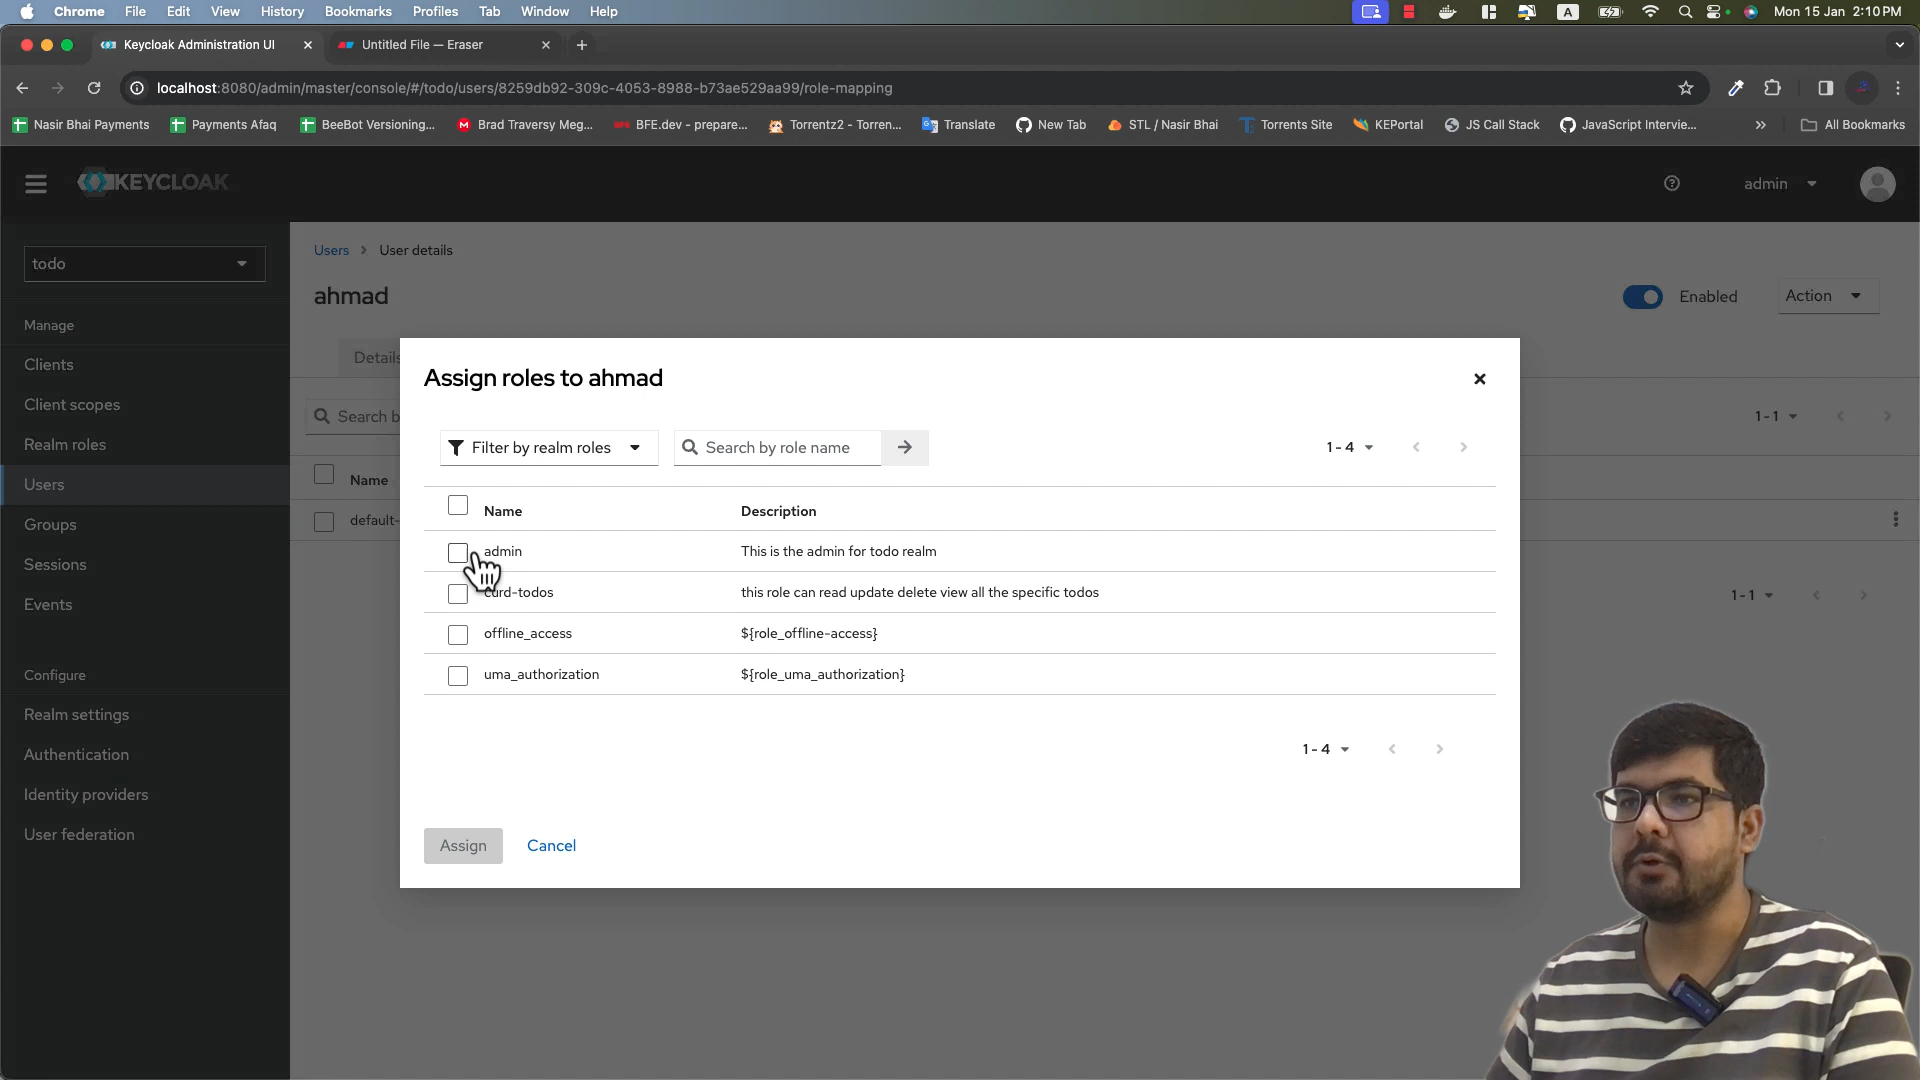 Chrome File Edit View History Bookmarks Profiles Tab Window Help A Mon 15 Jan 2:10 PM
Keycloak Administration UI Untitled File — Eraser
localhost:8080/admin/master/console/#/todo/users/8259db92-309c-4053-8988-b73ae529aa99/role-mapping
Nasir Bhai Payments Payments Afaq BeeBot Versioning... Brad Traversy Meg... BFE.dev - prepare... Torrentz2 - Torren... Translate New Tab STL / Nasir Bhai Torrents Site KEPortal JS Call Stack JavaScript Intervie... » All Bookmarks
KEYCLOAK admin
todo
Manage
Clients
Client scopes
Realm roles
Users
Groups
Sessions
Events
Configure
Realm settings
Authentication
Identity providers
User federation
Users > User details
ahmad
Enabled Action
Details
Search b
1 - 1
Name
default-
1 - 1
Assign roles to ahmad
Filter by realm roles Search by role name 1 - 4
Name Description
admin This is the admin for todo realm
curd-todos this role can read update delete view all the specific todos
offline_access ${role_offline-access}
uma_authorization ${role_uma_authorization}
1 - 4
Assign Cancel